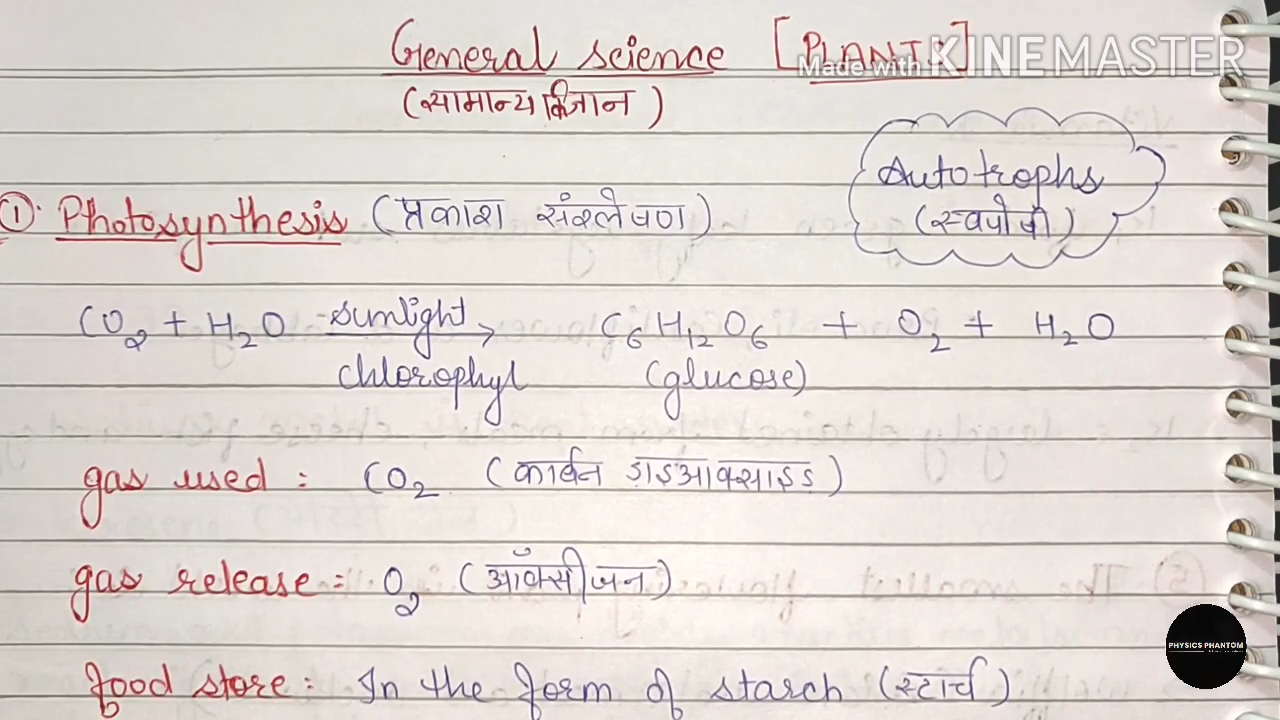 General science [PLANTS]
Made with KINEMASTER
(सामान्य विज्ञान)
Autotrophs
(स्वपोषी)
① Photosynthesis (प्रकाश संश्लेषण)
CO2 + H2O sunlight → C6H12O6 + O2 + H2O
chlorophyl (glucose)
gas used : CO2 (कार्बन डाइआक्साइड)
gas release : O2 (ऑक्सीजन)
PHYSICS PHANTOM
food store : In the form of starch (स्टार्च)